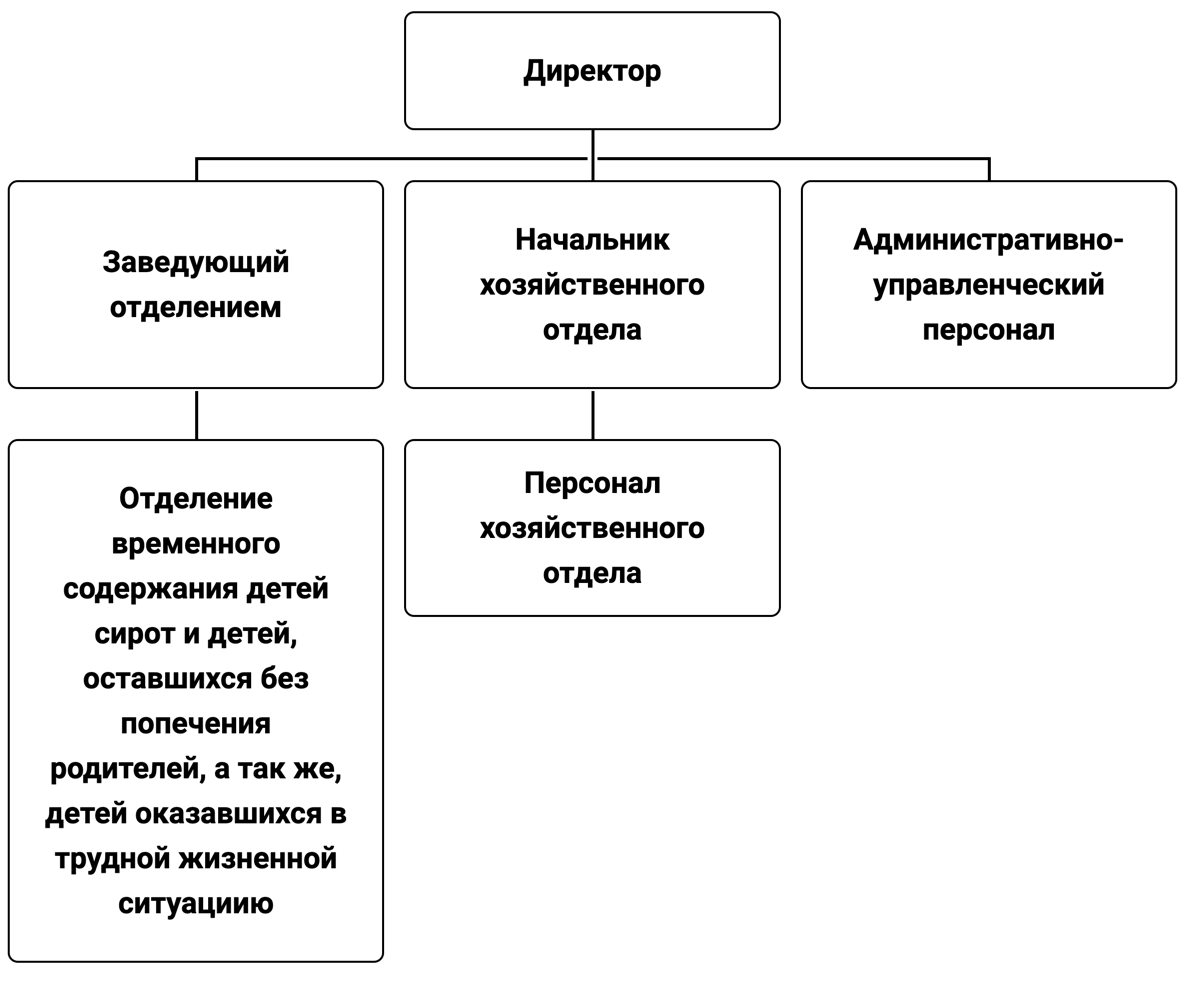 Директор
Заведующий
отделением
Начальник
хозяйственного
отдела
Административно-
управленческий
персонал
Отделение
временного
содержания детей
сирот и детей,
оставшихся без
попечения
родителей, а так же,
детей оказавшихся в
трудной жизненной
ситуациию
Персонал
хозяйственного
отдела